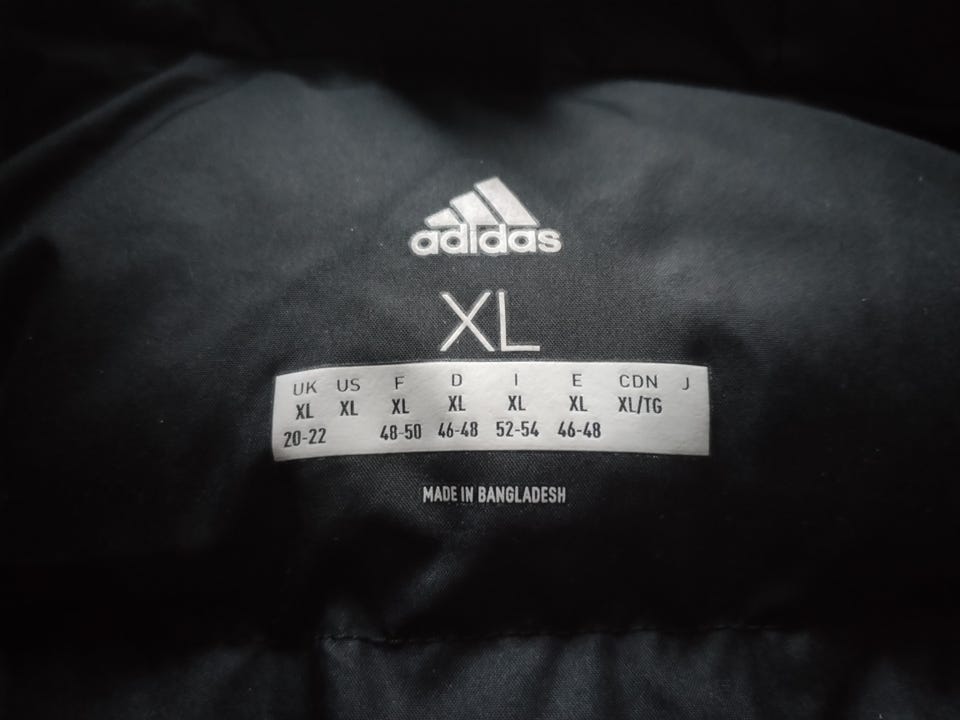 adidas
XL
UK US F D I E CDN J
XL XL XL XL XL XL XL/TG
20-22 48-50 46-48 52-54 46-48
MADE IN BANGLADESH